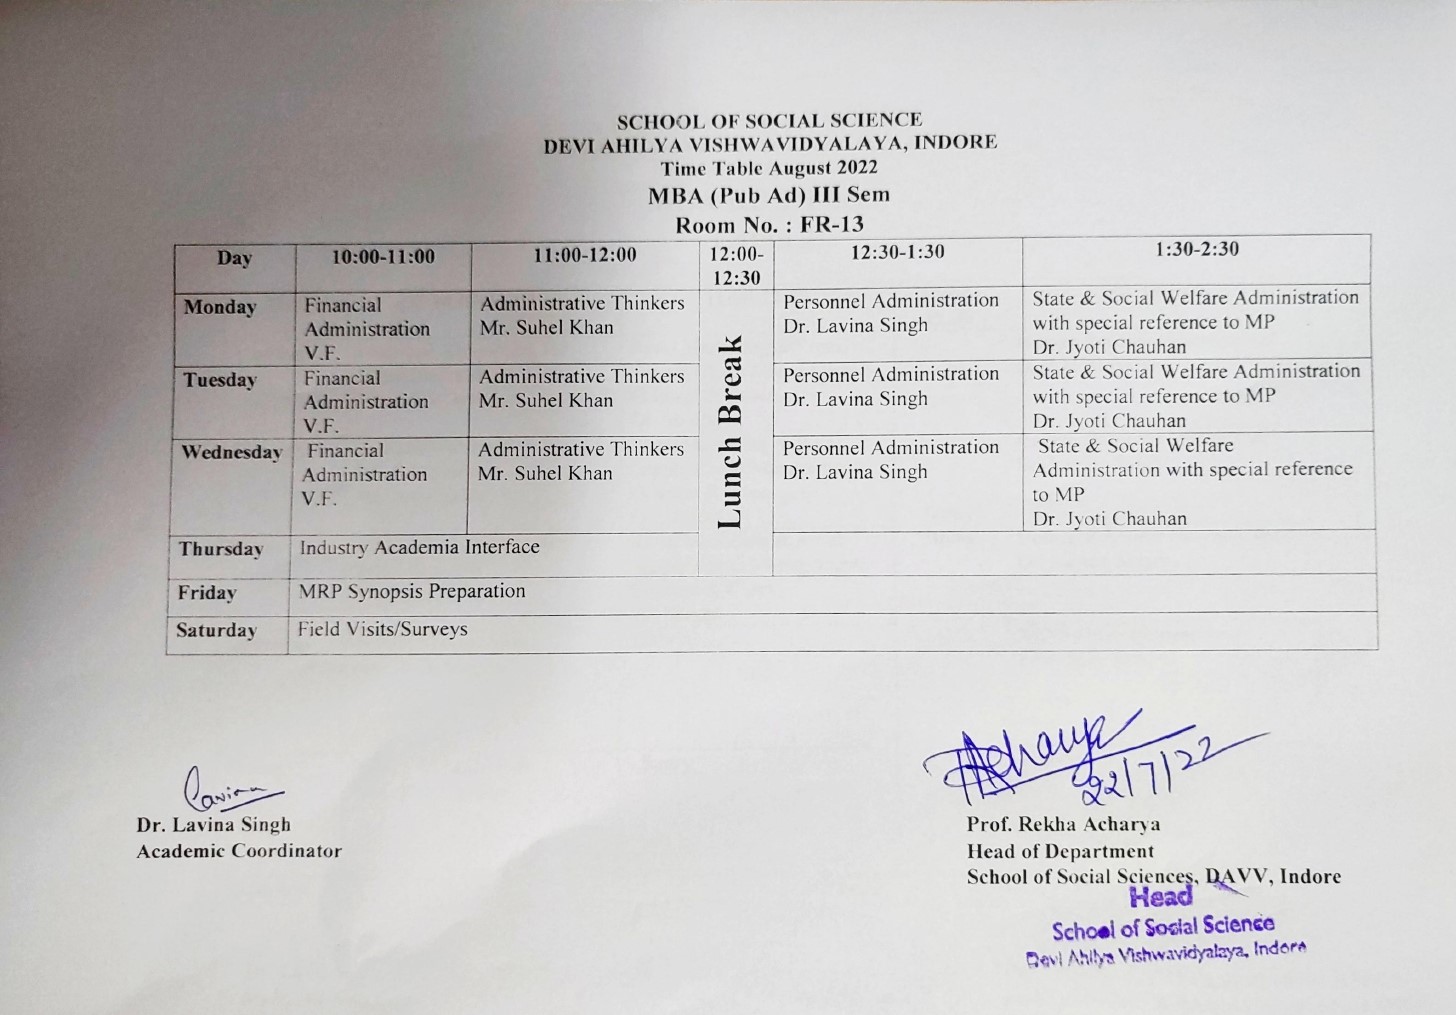 SCHOOL OF SOCIAL SCIENCE
DEVI AHILYA VISHWAVIDYALAYA, INDORE
Time Table August 2022
MBA (Pub Ad) III Sem
Room No. : FR-13
Day 10:00-11:00 11:00-12:00 12:00-12:30 12:30-1:30 1:30-2:30
Lunch Break
Monday Financial Administrative Thinkers Personnel Administration State & Social Welfare Administration
Administration Mr. Suhel Khan Dr. Lavina Singh with special reference to MP
V.F. Dr. Jyoti Chauhan
Tuesday Financial Administrative Thinkers Personnel Administration State & Social Welfare Administration
Administration Mr. Suhel Khan Dr. Lavina Singh with special reference to MP
V.F. Dr. Jyoti Chauhan
Wednesday Financial Administrative Thinkers Personnel Administration State & Social Welfare
Administration Mr. Suhel Khan Dr. Lavina Singh Administration with special reference
V.F. to MP
Dr. Jyoti Chauhan
Thursday Industry Academia Interface
Friday MRP Synopsis Preparation
Saturday Field Visits/Surveys
Lavina
Dr. Lavina Singh
Academic Coordinator
Acharya
22/7/22
Prof. Rekha Acharya
Head of Department
School of Social Sciences, DAVV, Indore
Head
School of Social Science
Devi Ahilya Vishwavidyalaya, Indore